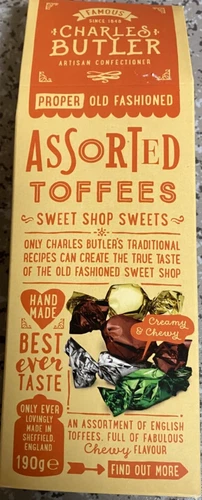 FAMOUS
SINCE 1848
CHARLES
BUTLER
ARTISAN CONFECTIONER
PROPER OLD FASHIONED
ASSORTED
TOFFEES
SWEET SHOP SWEETS
ONLY CHARLES BUTLER'S TRADITIONAL
RECIPES CAN CREATE THE TRUE TASTE
OF THE OLD FASHIONED SWEET SHOP
HAND
MADE
Creamy
& Chewy
BEST
ever
TASTE
ONLY EVER
LOVINGLY
MADE IN
SHEFFIELD,
ENGLAND
190g e
AN ASSORTMENT OF ENGLISH
TOFFEES, FULL OF FABULOUS
Chewy FLAVOUR
FIND OUT MORE